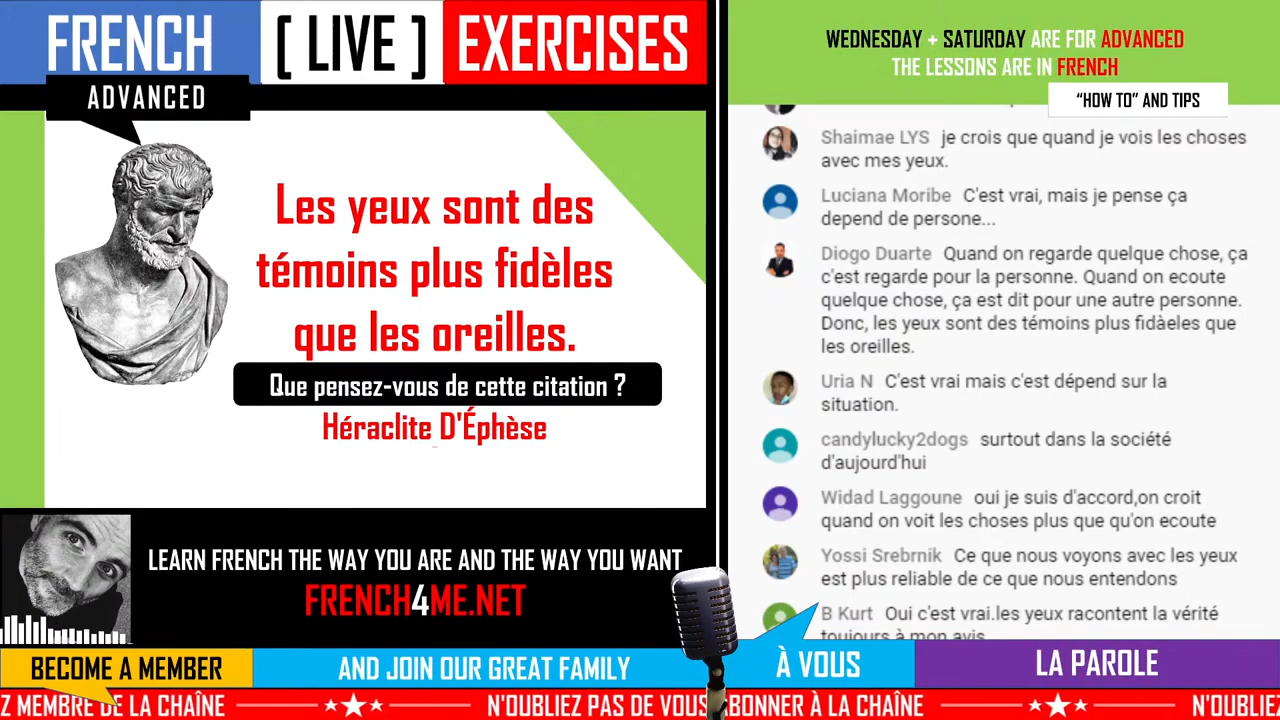 FRENCH [ LIVE ] EXERCISES
ADVANCED
Les yeux sont des
témoins plus fidèles
que les oreilles.
Que pensez-vous de cette citation ?
Héraclite D'Éphèse
LEARN FRENCH THE WAY YOU ARE AND THE WAY YOU WANT
FRENCH4ME.NET
WEDNESDAY + SATURDAY ARE FOR ADVANCED
THE LESSONS ARE IN FRENCH
“HOW TO” AND TIPS
Shaimae LYS je crois que quand je vois les choses
avec mes yeux.
Luciana Moribe C'est vrai, mais je pense ça
depend de persone...
Diogo Duarte Quand on regarde quelque chose, ça
c'est regarde pour la personne. Quand on ecoute
quelque chose, ça est dit pour une autre personne.
Donc, les yeux sont des témoins plus fidàeles que
les oreilles.
Uria N C'est vrai mais c'est dépend sur la
situation.
candylucky2dogs surtout dans la société
d'aujourd'hui
Widad Laggoune oui je suis d'accord,on croit
quand on voit les choses plus que qu'on ecoute
Yossi Srebrnik Ce que nous voyons avec les yeux
est plus reliable de ce que nous entendons
B Kurt Oui c'est vrai.les yeux racontent la vérité
toujours à mon avis
BECOME A MEMBER AND JOIN OUR GREAT FAMILY À VOUS LA PAROLE
Z MEMBRE DE LA CHAÎNE N'OUBLIEZ PAS DE VOUS ABONNER À LA CHAÎNE N'OUBLIEZ